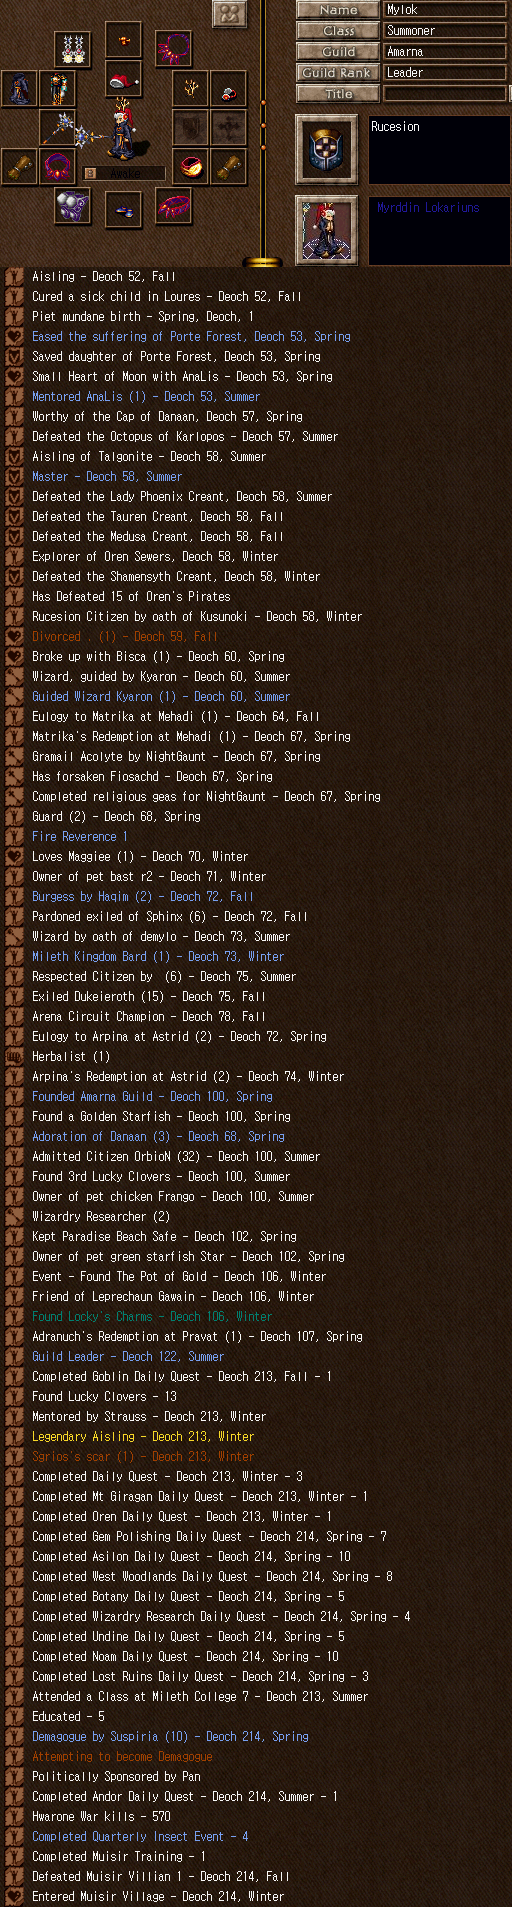 Name Mylok
Class Summoner
Guild Amarna
Guild Rank Leader
Title
Awake
Rucesion
Myrddin Lokariuns
Aisling - Deoch 52, Fall
Cured a sick child in Loures - Deoch 52, Fall
Piet mundane birth - Spring, Deoch, 1
Eased the suffering of Porte Forest, Deoch 53, Spring
Saved daughter of Porte Forest, Deoch 53, Spring
Small Heart of Moon with AnaLis - Deoch 53, Spring
Mentored AnaLis (1) - Deoch 53, Summer
Worthy of the Cap of Danaan, Deoch 57, Spring
Defeated the Octopus of Karlopos - Deoch 57, Summer
Aisling of Talgonite - Deoch 58, Summer
Master - Deoch 58, Summer
Defeated the Lady Phoenix Creant, Deoch 58, Summer
Defeated the Tauren Creant, Deoch 58, Fall
Defeated the Medusa Creant, Deoch 58, Fall
Explorer of Oren Sewers, Deoch 58, Winter
Defeated the Shamensyth Creant, Deoch 58, Winter
Has Defeated 15 of Oren's Pirates
Rucesion Citizen by oath of Kusunoki - Deoch 58, Winter
Divorced . (1) - Deoch 59, Fall
Broke up with Bisca (1) - Deoch 60, Spring
Wizard, guided by Kyaron - Deoch 60, Summer
Guided Wizard Kyaron (1) - Deoch 60, Summer
Eulogy to Matrika at Mehadi (1) - Deoch 64, Fall
Matrika's Redemption at Mehadi (1) - Deoch 67, Spring
Gramail Acolyte by NightGaunt - Deoch 67, Spring
Has forsaken Fiosachd - Deoch 67, Spring
Completed religious geas for NightGaunt - Deoch 67, Spring
Guard (2) - Deoch 68, Spring
Fire Reverence 1
Loves Maggiee (1) - Deoch 70, Winter
Owner of pet bast r2 - Deoch 71, Winter
Burgess by Haqim (2) - Deoch 72, Fall
Pardoned exiled of Sphinx (6) - Deoch 72, Fall
Wizard by oath of demylo - Deoch 73, Summer
Mileth Kingdom Bard (1) - Deoch 73, Winter
Respected Citizen by (6) - Deoch 75, Summer
Exiled Dukeieroth (15) - Deoch 75, Fall
Arena Circuit Champion - Deoch 78, Fall
Eulogy to Arpina at Astrid (2) - Deoch 72, Spring
Herbalist (1)
Arpina's Redemption at Astrid (2) - Deoch 74, Winter
Founded Amarna Guild - Deoch 100, Spring
Found a Golden Starfish - Deoch 100, Spring
Adoration of Danaan (3) - Deoch 68, Spring
Admitted Citizen OrbioN (32) - Deoch 100, Summer
Found 3rd Lucky Clovers - Deoch 100, Summer
Owner of pet chicken Frango - Deoch 100, Summer
Wizardry Researcher (2)
Kept Paradise Beach Safe - Deoch 102, Spring
Owner of pet green starfish Star - Deoch 102, Spring
Event - Found The Pot of Gold - Deoch 106, Winter
Friend of Leprechaun Gawain - Deoch 106, Winter
Found Locky's Charms - Deoch 106, Winter
Adranuch's Redemption at Pravat (1) - Deoch 107, Spring
Guild Leader - Deoch 122, Summer
Completed Goblin Daily Quest - Deoch 213, Fall - 1
Found Lucky Clovers - 13
Mentored by Strauss - Deoch 213, Winter
Legendary Aisling - Deoch 213, Winter
Sgrios's scar (1) - Deoch 213, Winter
Completed Daily Quest - Deoch 213, Winter - 3
Completed Mt Giragan Daily Quest - Deoch 213, Winter - 1
Completed Oren Daily Quest - Deoch 213, Winter - 1
Completed Gem Polishing Daily Quest - Deoch 214, Spring - 7
Completed Asilon Daily Quest - Deoch 214, Spring - 10
Completed West Woodlands Daily Quest - Deoch 214, Spring - 8
Completed Botany Daily Quest - Deoch 214, Spring - 5
Completed Wizardry Research Daily Quest - Deoch 214, Spring - 4
Completed Undine Daily Quest - Deoch 214, Spring - 5
Completed Noam Daily Quest - Deoch 214, Spring - 10
Completed Lost Ruins Daily Quest - Deoch 214, Spring - 3
Attended a Class at Mileth College 7 - Deoch 213, Summer
Educated - 5
Demagogue by Suspiria (10) - Deoch 214, Spring
Attempting to become Demagogue
Politically Sponsored by Pan
Completed Andor Daily Quest - Deoch 214, Summer - 1
Hwarone War kills - 570
Completed Quarterly Insect Event - 4
Completed Muisir Training - 1
Defeated Muisir Villian 1 - Deoch 214, Fall
Entered Muisir Village - Deoch 214, Winter